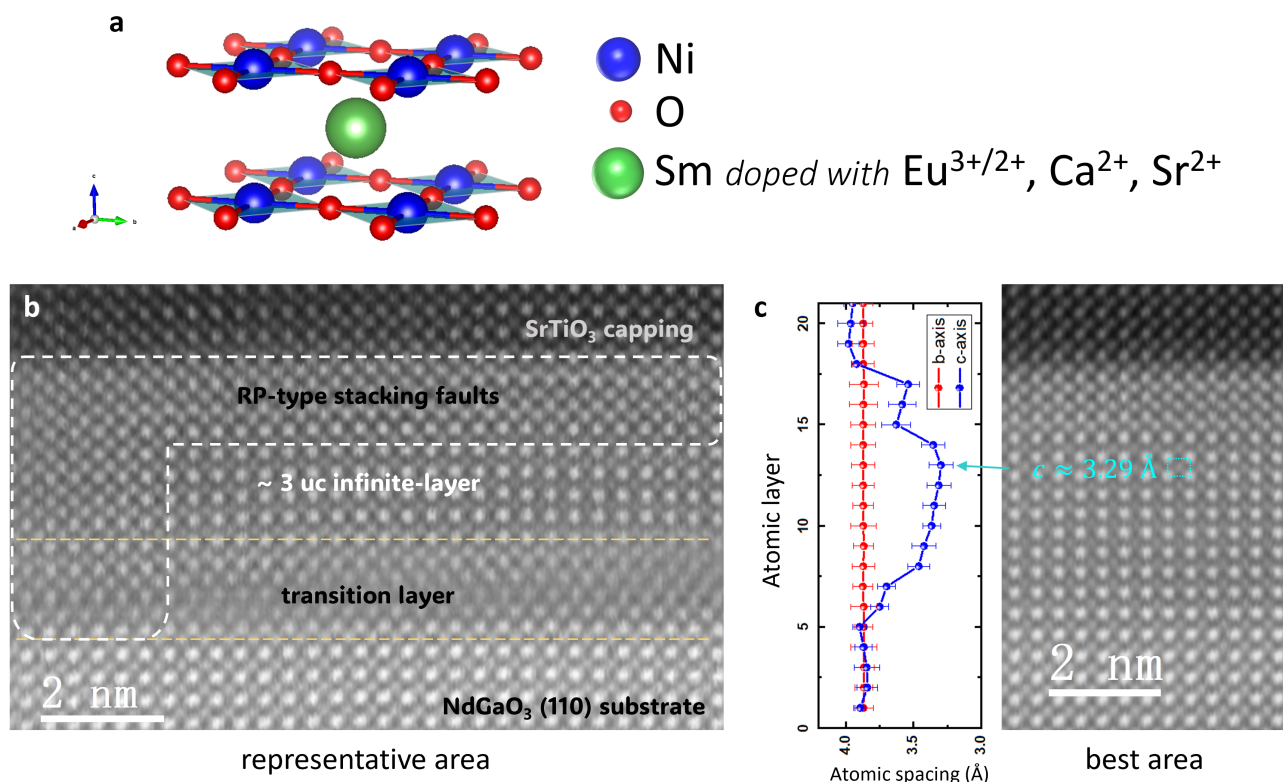 a
Ni
O
Sm doped with Eu³⁺/²⁺, Ca²⁺, Sr²⁺
c
a
b
b
SrTiO₃ capping
RP-type stacking faults
~ 3 uc infinite-layer
transition layer
NdGaO₃ (110) substrate
2 nm
representative area
c
20
15
10
5
0
Atomic layer
4.0
3.5
3.0
Atomic spacing (Å)
b-axis
c-axis
c ≈ 3.29 Å
2 nm
best area